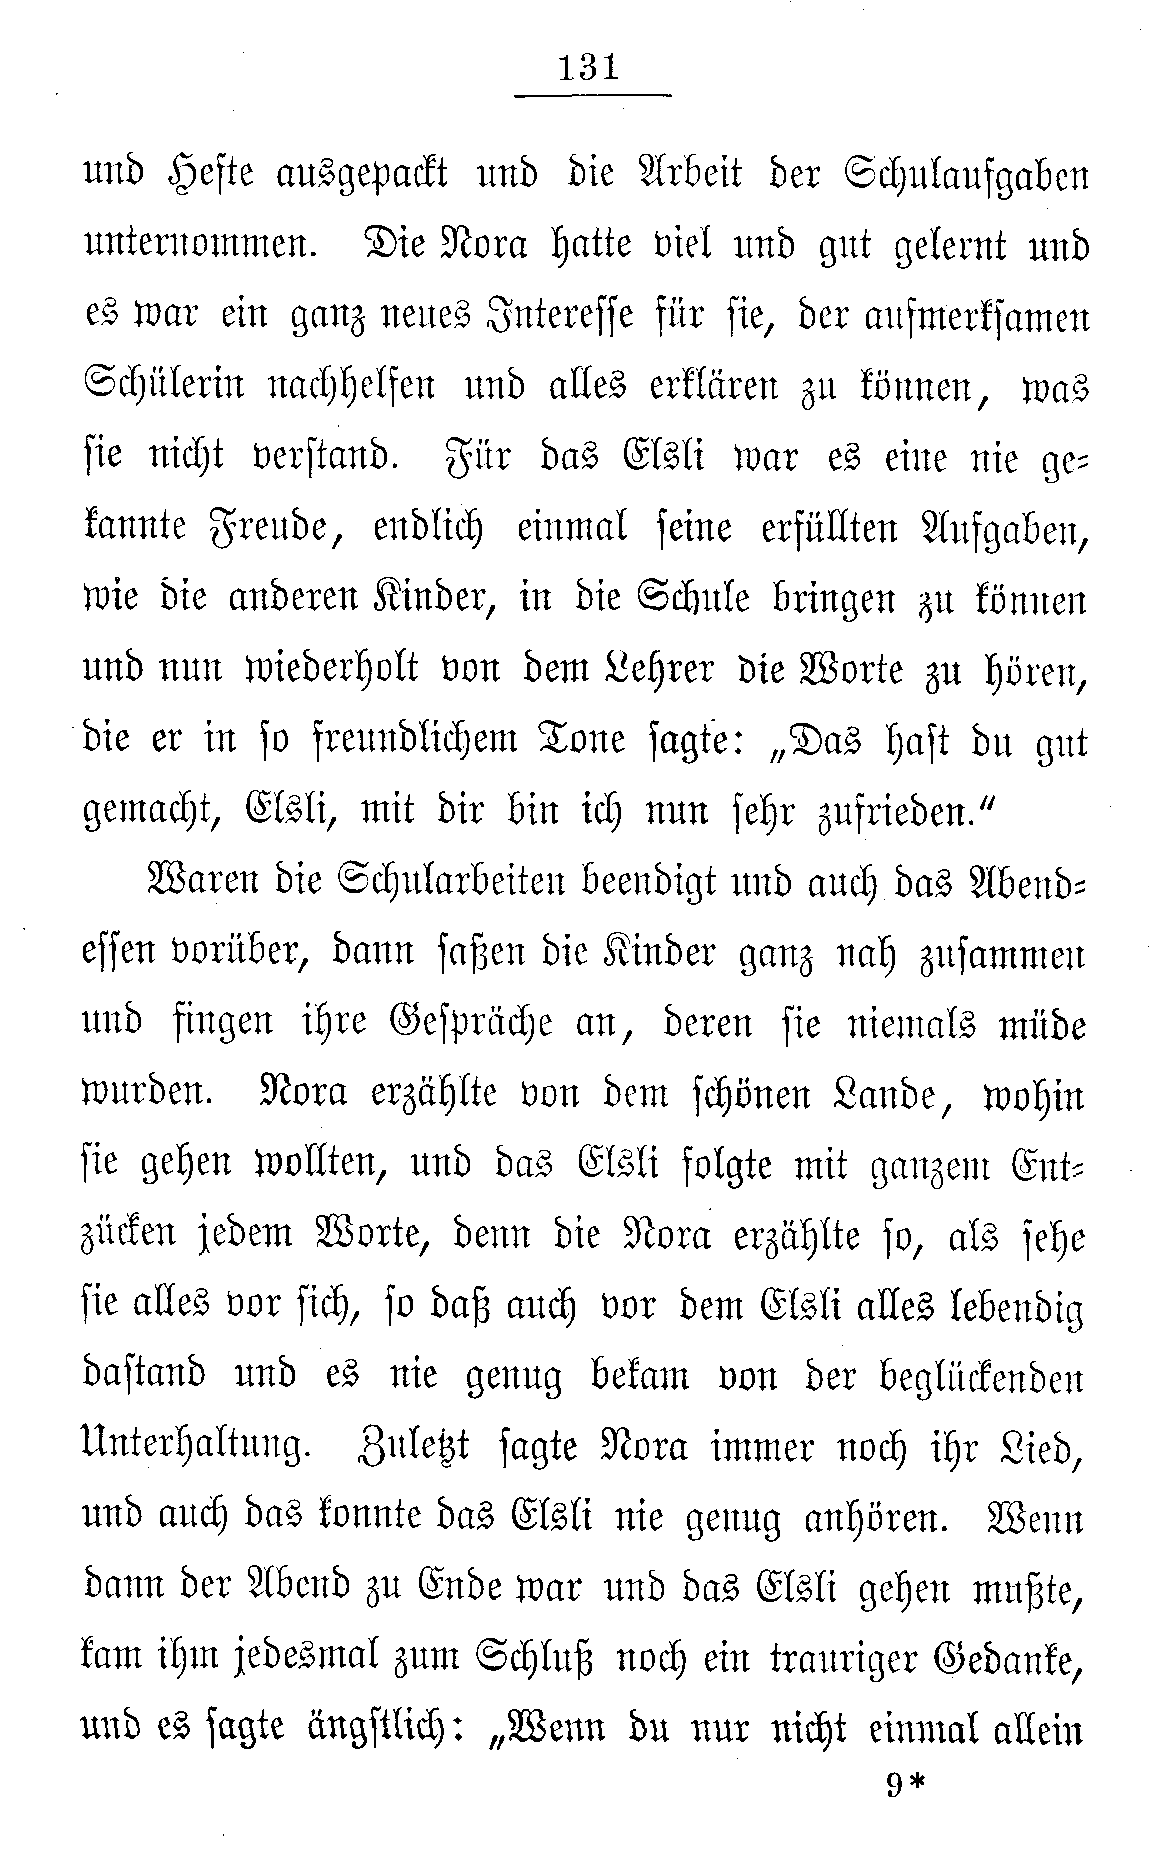 131
und Hefte ausgepackt und die Arbeit der Schulaufgaben
unternommen. Die Nora hatte viel und gut gelernt und
es war ein ganz neues Interesse für sie, der aufmerksamen
Schülerin nachhelfen und alles erklären zu können, was
sie nicht verstand. Für das Elsli war es eine nie ge-
kannte Freude, endlich einmal seine erfüllten Aufgaben,
wie die anderen Kinder, in die Schule bringen zu können
und nun wiederholt von dem Lehrer die Worte zu hören,
die er in so freundlichem Tone sagte: „Das hast du gut
gemacht, Elsli, mit dir bin ich nun sehr zufrieden."
Waren die Schularbeiten beendigt und auch das Abend-
essen vorüber, dann saßen die Kinder ganz nah zusammen
und fingen ihre Gespräche an, deren sie niemals müde
wurden. Nora erzählte von dem schönen Lande, wohin
sie gehen wollten, und das Elsli folgte mit ganzem Ent-
zücken jedem Worte, denn die Nora erzählte so, als sehe
sie alles vor sich, so daß auch vor dem Elsli alles lebendig
dastand und es nie genug bekam von der beglückenden
Unterhaltung. Zuletzt sagte Nora immer noch ihr Lied,
und auch das konnte das Elsli nie genug anhören. Wenn
dann der Abend zu Ende war und das Elsli gehen mußte,
kam ihm jedesmal zum Schluß noch ein trauriger Gedanke,
und es sagte ängstlich: „Wenn du nur nicht einmal allein
9*